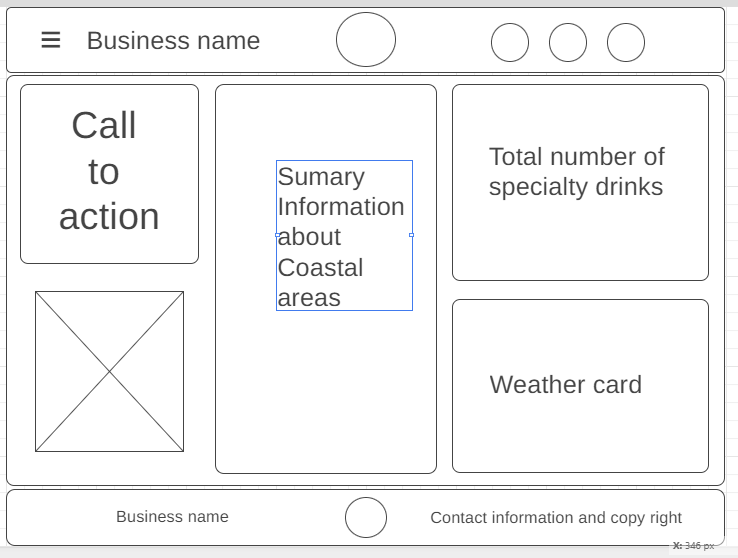 Business name
Call
to
action
Sumary
Information
about
Coastal
areas
Total number of
specialty drinks
Weather card
Business name
Contact information and copy right
X: 346 px